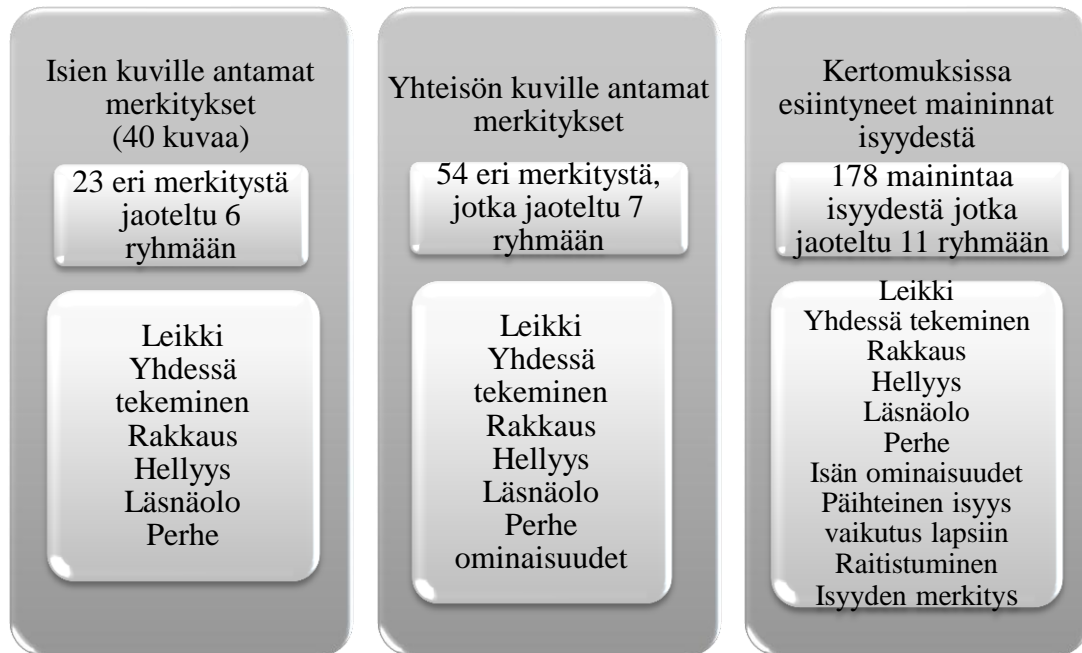 Isien kuville antamat
merkitykset
(40 kuvaa)
23 eri merkitystä
jaoteltu 6
ryhmään
Leikki
Yhdessä
tekeminen
Rakkaus
Hellyys
Läsnäolo
Perhe
Yhteisön kuville antamat
merkitykset
54 eri merkitystä,
jotka jaoteltu 7
ryhmään
Leikki
Yhdessä
tekeminen
Rakkaus
Hellyys
Läsnäolo
Perhe
ominaisuudet
Kertomuksissa
esiintyneet maininnat
isyydestä
178 mainintaa
isyydestä jotka
jaoteltu 11 ryhmään
Leikki
Yhdessä tekeminen
Rakkaus
Hellyys
Läsnäolo
Perhe
Isän ominaisuudet
Päihteinen isyys
vaikutus lapsiin
Raitistuminen
Isyyden merkitys